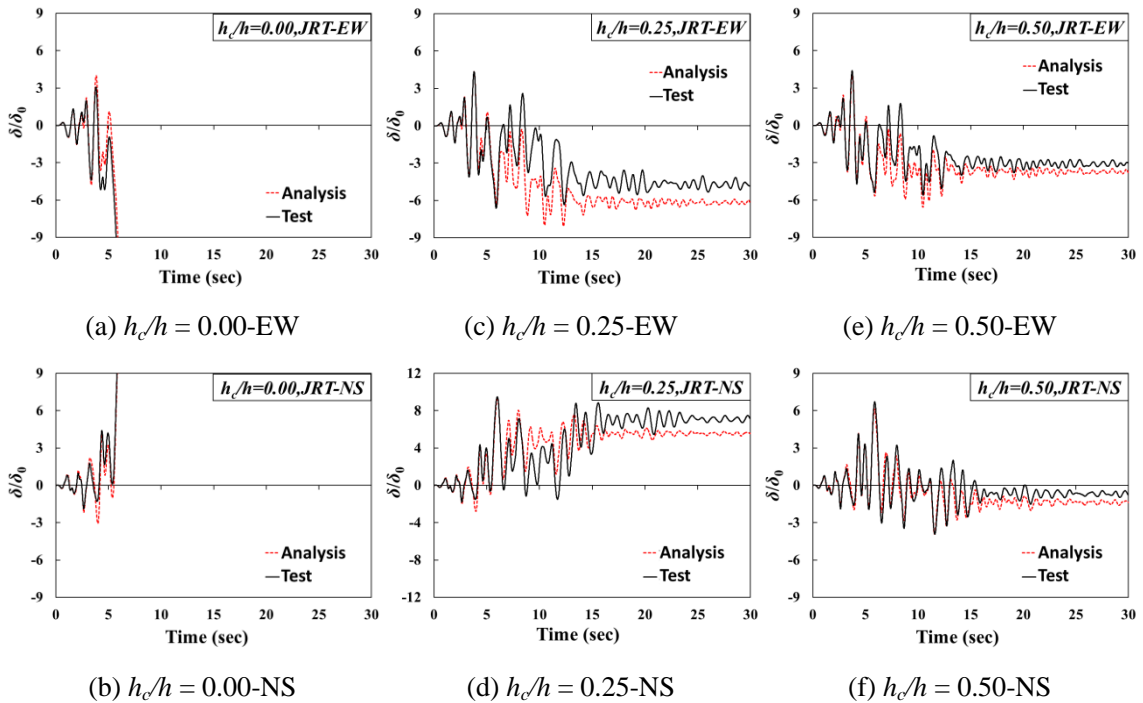 h_c/h=0.00,JRT-EW
9
6
3
0
-3
-6
-9
δ/δ₀
Analysis
Test
0 5 10 15 20 25 30
Time (sec)
(a) h_c/h = 0.00-EW
h_c/h=0.25,JRT-EW
9
6
3
0
-3
-6
-9
δ/δ₀
Analysis
Test
0 5 10 15 20 25 30
Time (sec)
(c) h_c/h = 0.25-EW
h_c/h=0.50,JRT-EW
9
6
3
0
-3
-6
-9
δ/δ₀
Analysis
Test
0 5 10 15 20 25 30
Time (sec)
(e) h_c/h = 0.50-EW
h_c/h=0.00,JRT-NS
9
6
3
0
-3
-6
-9
δ/δ₀
Analysis
Test
0 5 10 15 20 25 30
Time (sec)
(b) h_c/h = 0.00-NS
h_c/h=0.25,JRT-NS
12
8
4
0
-4
-8
-12
δ/δ₀
Analysis
Test
0 5 10 15 20 25 30
Time (sec)
(d) h_c/h = 0.25-NS
h_c/h=0.50,JRT-NS
9
6
3
0
-3
-6
-9
δ/δ₀
Analysis
Test
0 5 10 15 20 25 30
Time (sec)
(f) h_c/h = 0.50-NS